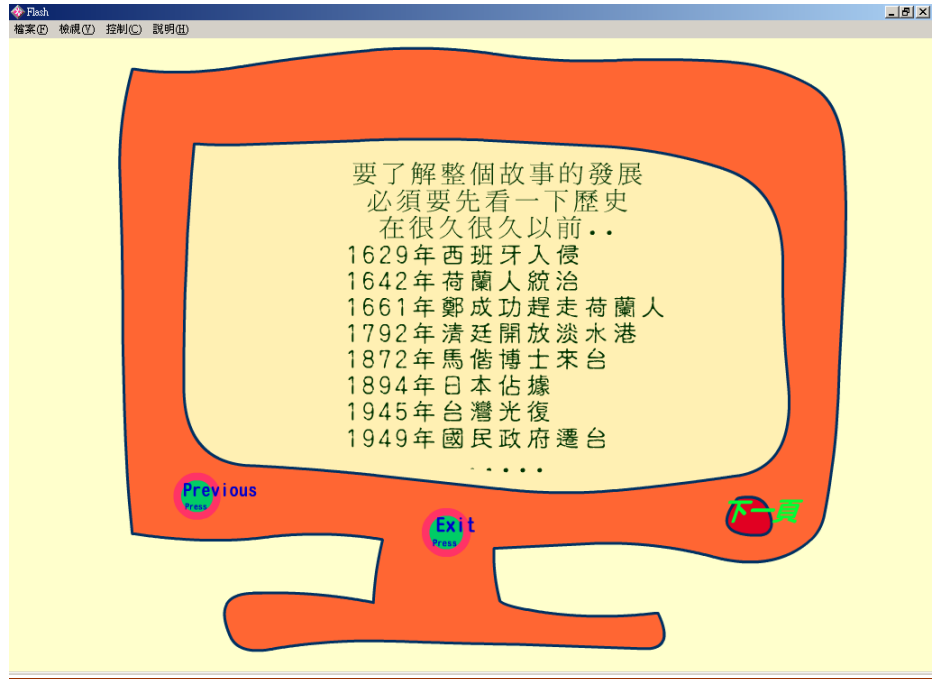 Flash
檔案(F) 檢視(V) 控制(C) 說明(H)
要了解整個故事的發展
必須要先看一下歷史
在很久很久以前..
1629年西班牙入侵
1642年荷蘭人統治
1661年鄭成功趕走荷蘭人
1792年清廷開放淡水港
1872年馬偕博士來台
1894年日本佔據
1945年台灣光復
1949年國民政府遷台
.....
Previous
Press
Exit
Press
下一頁